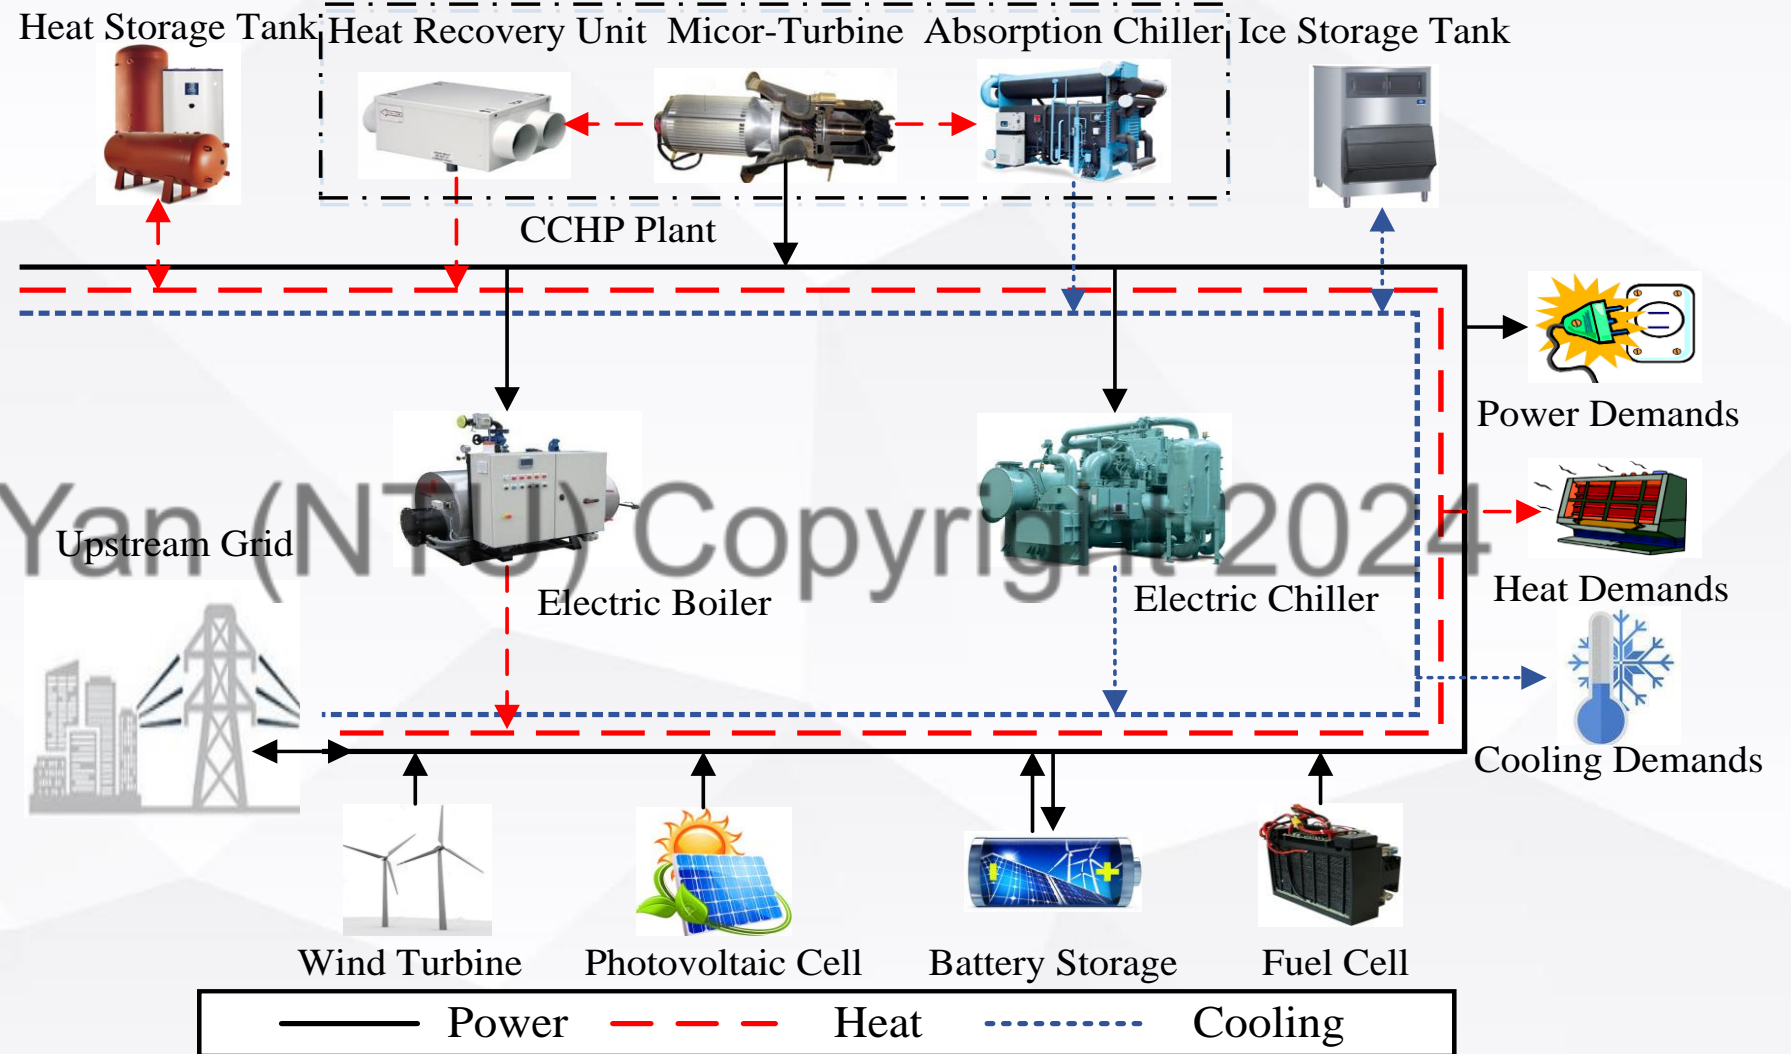 Heat Storage Tank
Heat Recovery Unit
Micor-Turbine
Absorption Chiller
Ice Storage Tank
CCHP Plant
Power Demands
Yan (NTU) Copyright 2024
Upstream Grid
Electric Boiler
Electric Chiller
Heat Demands
Cooling Demands
Wind Turbine
Photovoltaic Cell
Battery Storage
Fuel Cell
Power
Heat
Cooling